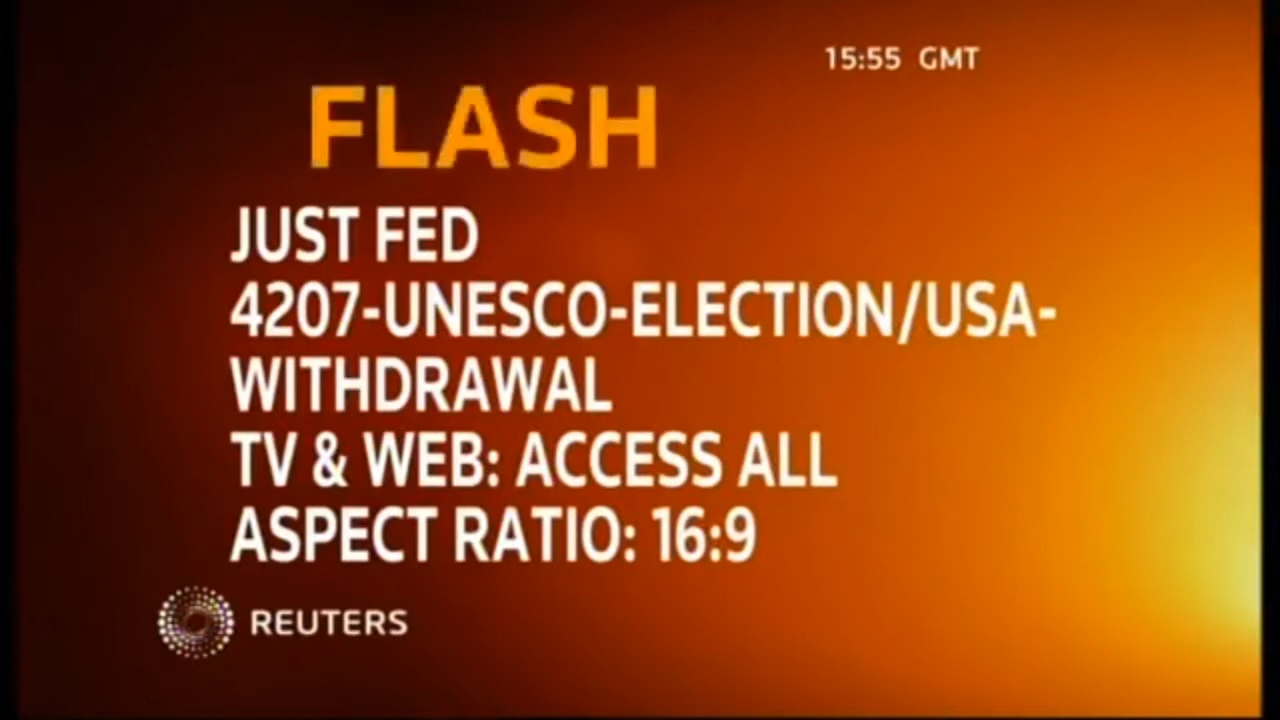 15:55 GMT
FLASH
JUST FED
4207-UNESCO-ELECTION/USA-
WITHDRAWAL
TV & WEB: ACCESS ALL
ASPECT RATIO: 16:9
REUTERS